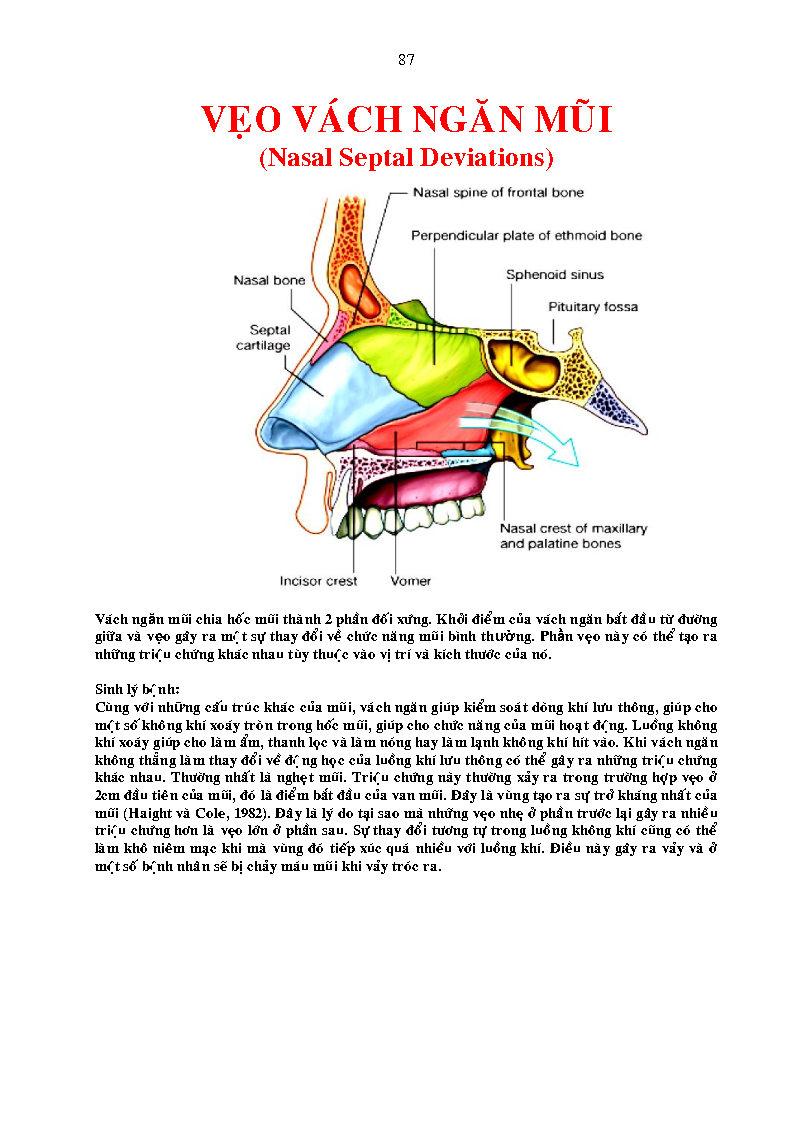 87
VẸO VÁCH NGĂN MŨI
(Nasal Septal Deviations)
Nasal spine of frontal bone
Perpendicular plate of ethmoid bone
Sphenoid sinus
Nasal bone
Pituitary fossa
Septal
cartilage
Nasal crest of maxillary
and palatine bones
Incisor crest
Vomer
Vách ngăn mũi chia hốc mũi thành 2 phần đối xứng. Khởi điểm của vách ngăn bắt đầu từ đường
giữa và vẹo gây ra một sự thay đổi về chức năng mũi bình thường. Phần vẹo này có thể tạo ra
những triệu chứng khác nhau tùy thuộc vào vị trí và kích thước của nó.
Sinh lý bệnh:
Cùng với những cấu trúc khác của mũi, vách ngăn giúp kiểm soát dòng khí lưu thông, giúp cho
một số không khí xoáy tròn trong hốc mũi, giúp cho chức năng của mũi hoạt động. Luồng không
khí xoáy giúp cho làm ẩm, thanh lọc và làm nóng hay làm lạnh không khí hít vào. Khi vách ngăn
không thẳng làm thay đổi về động học của luồng khí lưu thông có thể gây ra những triệu chứng
khác nhau. Thường nhất là nghẹt mũi. Triệu chứng này thường xảy ra trong trường hợp vẹo ở
2cm đầu tiên của mũi, đó là điểm bắt đầu của van mũi. Đây là vùng tạo ra sự trở kháng nhất của
mũi (Haight và Cole, 1982). Đây là lý do tại sao mà những vẹo nhẹ ở phần trước lại gây ra nhiều
triệu chứng hơn là vẹo lớn ở phần sau. Sự thay đổi tương tự trong luồng không khí cũng có thể
làm khô niêm mạc khi mà vùng đó tiếp xúc quá nhiều với luồng khí. Điều này gây ra vảy và ở
một số bệnh nhân sẽ bị chảy máu mũi khi vảy tróc ra.